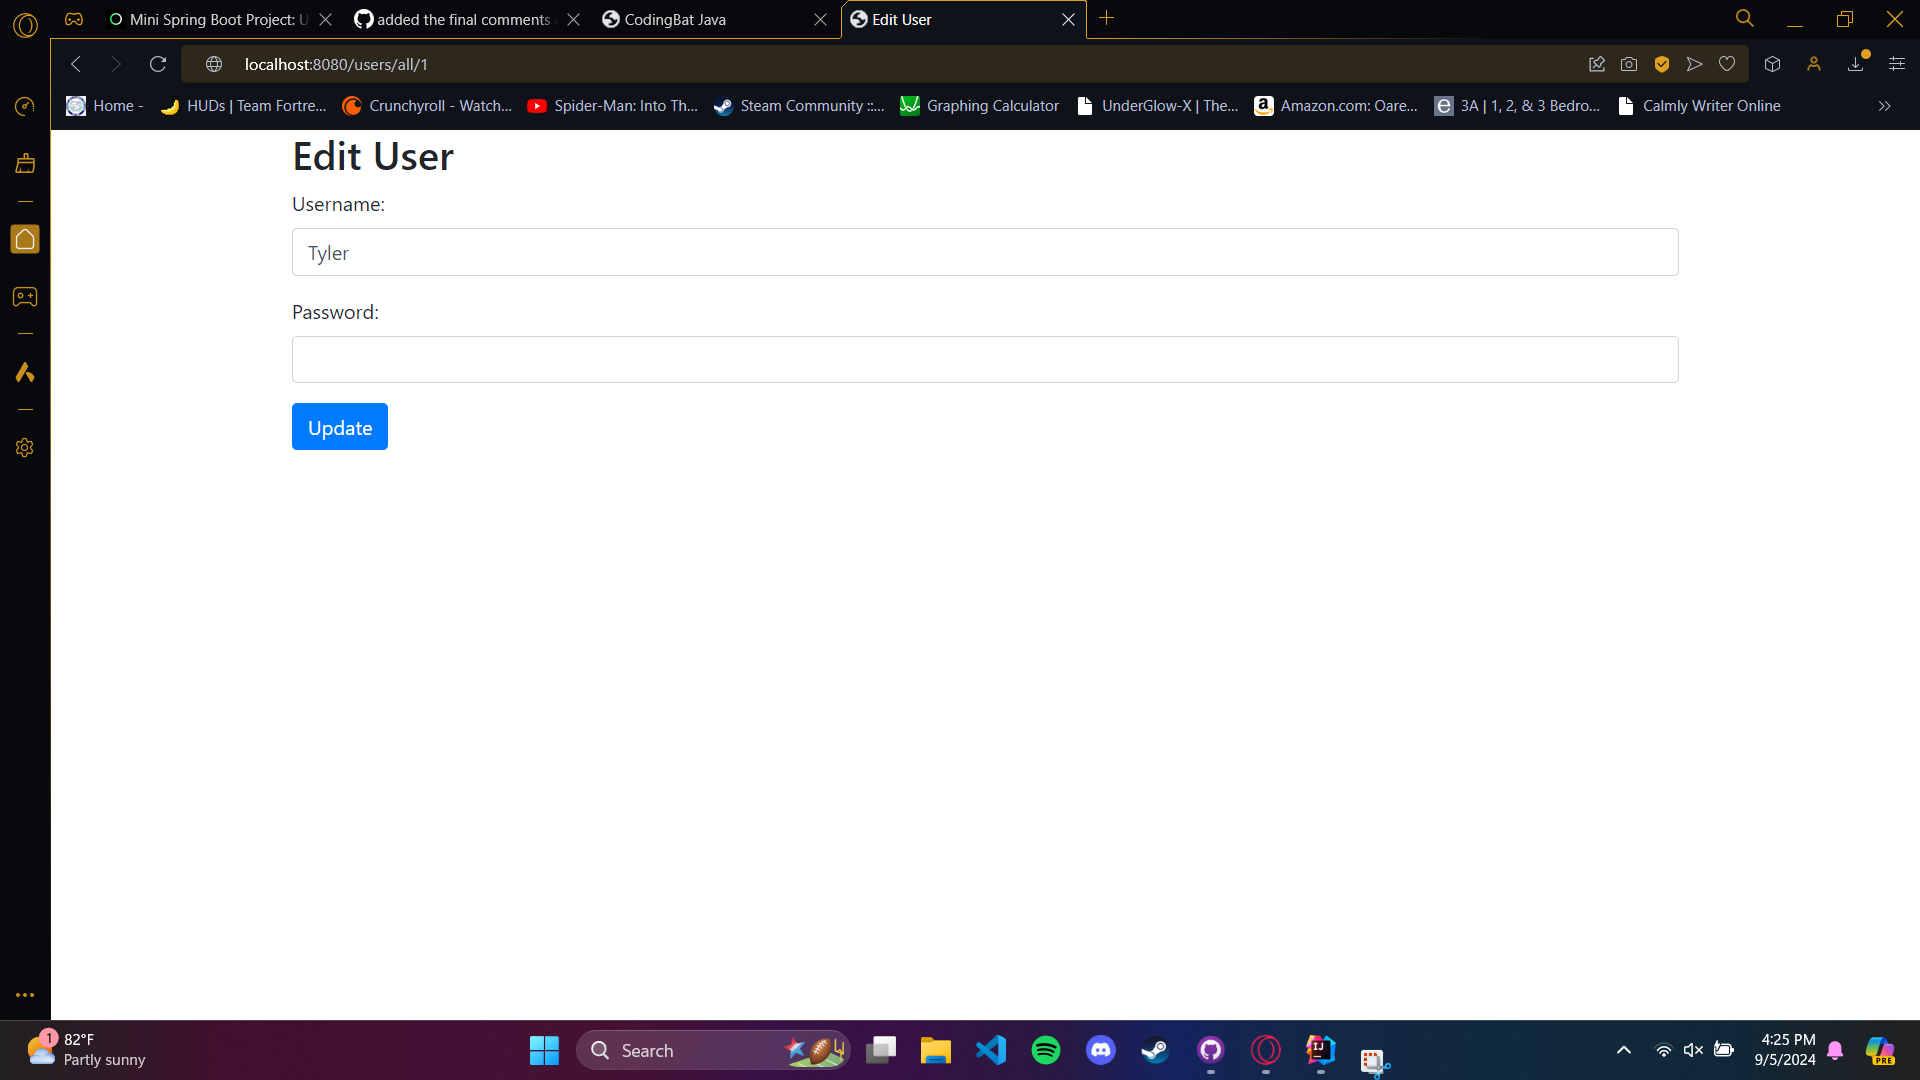 Mini Spring Boot Project: U
added the final comments
CodingBat Java
Edit User
localhost:8080/users/all/1
Home -
HUDs | Team Fortre...
Crunchyroll - Watch...
Spider-Man: Into Th...
Steam Community ::...
Graphing Calculator
UnderGlow-X | The...
Amazon.com: Oare...
3A | 1, 2, & 3 Bedro...
Calmly Writer Online
Edit User
Username:
Tyler
Password:
Update
1
82°F
Partly sunny
Search
IJ
4:25 PM
9/5/2024
PRE